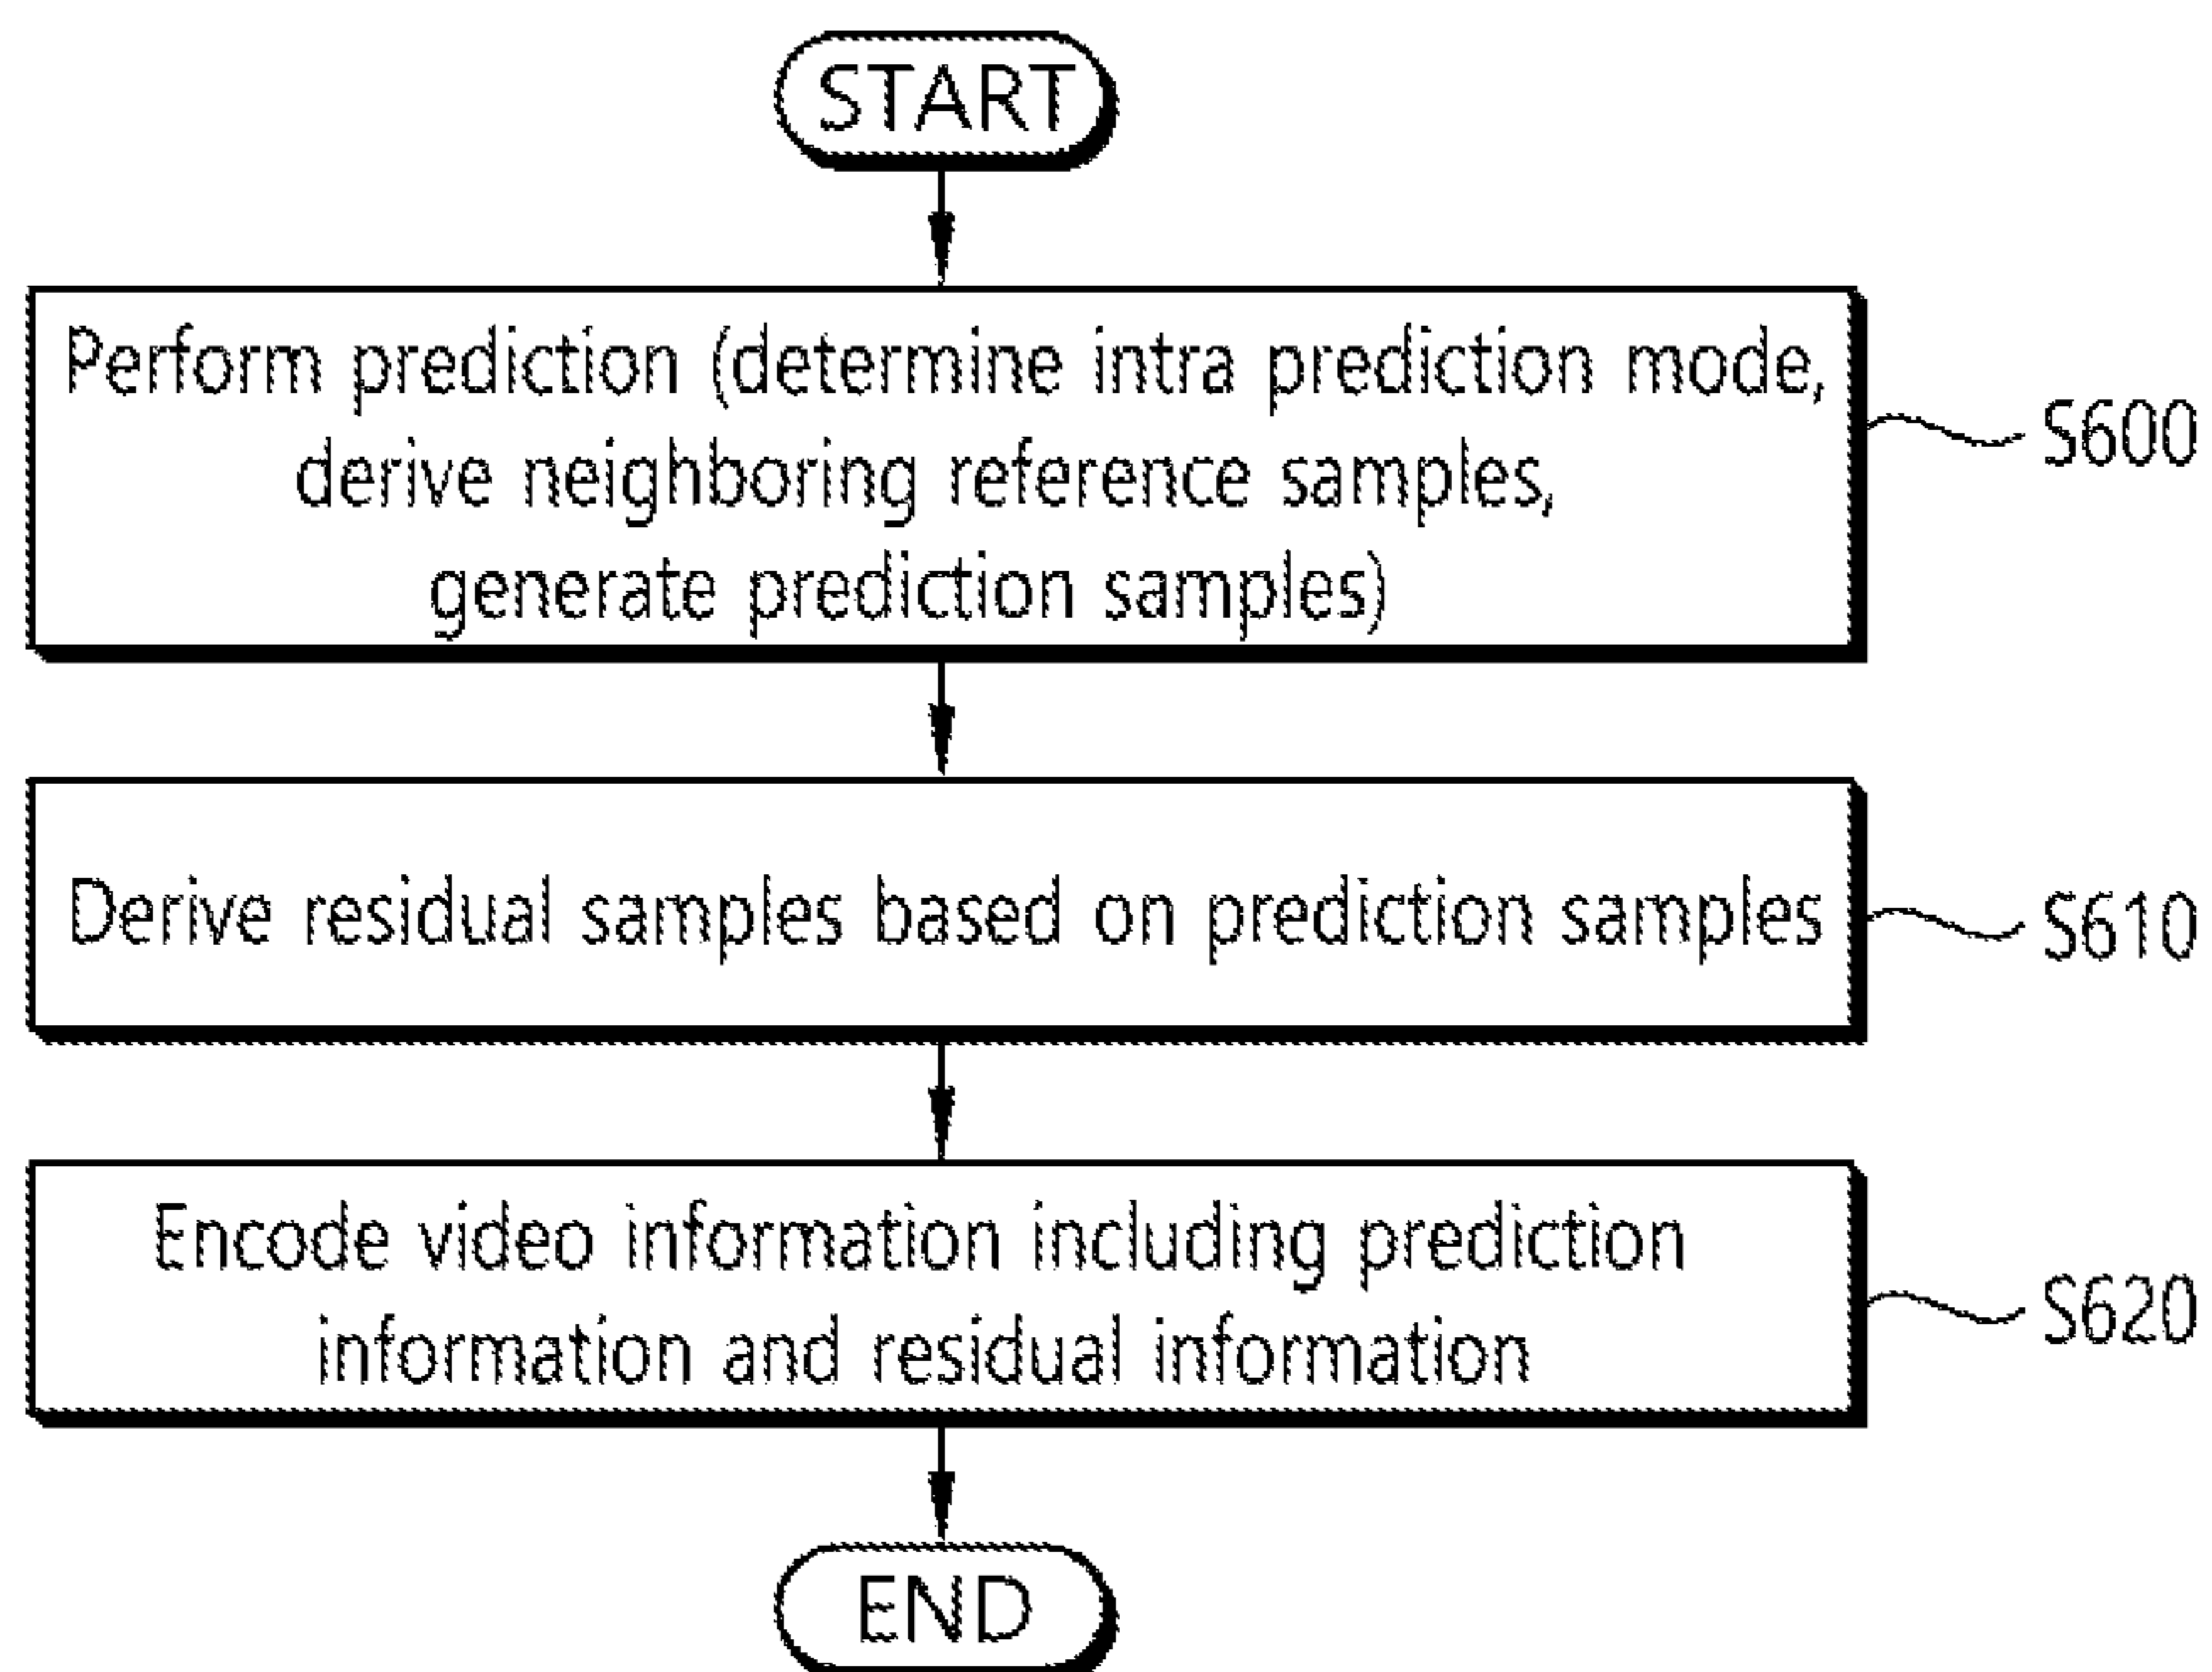 START
Perform prediction (determine intra prediction mode,
derive neighboring reference samples,
generate prediction samples)
S600
Derive residual samples based on prediction samples
S610
Encode video information including prediction
information and residual information
S620
END